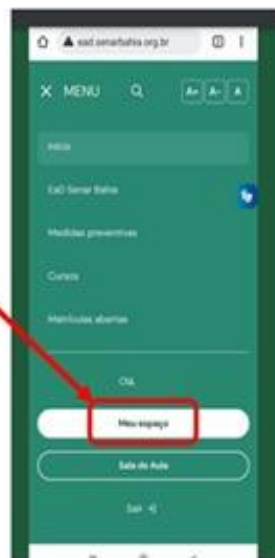 ead.senarbahia.org.br
MENU A+ A- A
Início
EaD Senar Bahia
Medidas preventivas
Cursos
Matrículas abertas
Olá,
Meu espaço
Sala de Aula
Sair